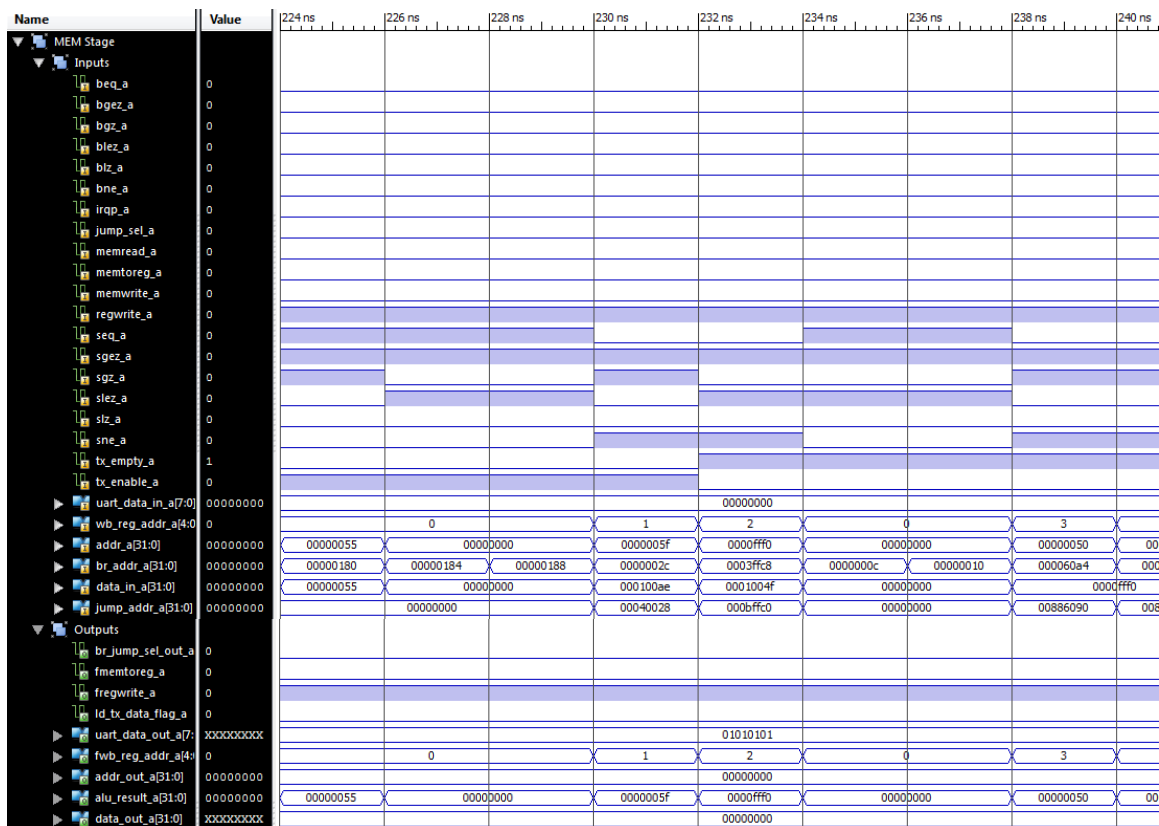 Name Value 224 ns 226 ns 228 ns 230 ns 232 ns 234 ns 236 ns 238 ns 240 ns
MEM Stage
Inputs
beq_a 0
bgez_a 0
bgz_a 0
blez_a 0
blz_a 0
bne_a 0
irqp_a 0
jump_sel_a 0
memread_a 0
memtoreg_a 0
memwrite_a 0
regwrite_a 0
seq_a 0
sgez_a 0
sgz_a 0
slez_a 0
slz_a 0
sne_a 0
tx_empty_a 1
tx_enable_a 0
uart_data_in_a[7:0] 00000000 00000000
wb_reg_addr_a[4:0 0 0 1 2 0 3
addr_a[31:0] 00000000 00000055 00000000 0000005f 0000fff0 00000000 00000050 00
br_addr_a[31:0] 00000000 00000180 00000184 00000188 0000002c 0003ffc8 0000000c 00000010 000060a4 000
data_in_a[31:0] 00000000 00000055 00000000 000100ae 0001004f 00000000 0000fff0
jump_addr_a[31:0] 00000000 00000000 00040028 000bffc0 00000000 00886090 008
Outputs
br_jump_sel_out_a 0
fmemtoreg_a 0
fregwrite_a 0
ld_tx_data_flag_a 0
uart_data_out_a[7: XXXXXXXX 01010101
fwb_reg_addr_a[4: 0 0 1 2 0 3
addr_out_a[31:0] 00000000 00000000
alu_result_a[31:0] 00000000 00000055 00000000 0000005f 0000fff0 00000000 00000050 00
data_out_a[31:0] XXXXXXXX 00000000